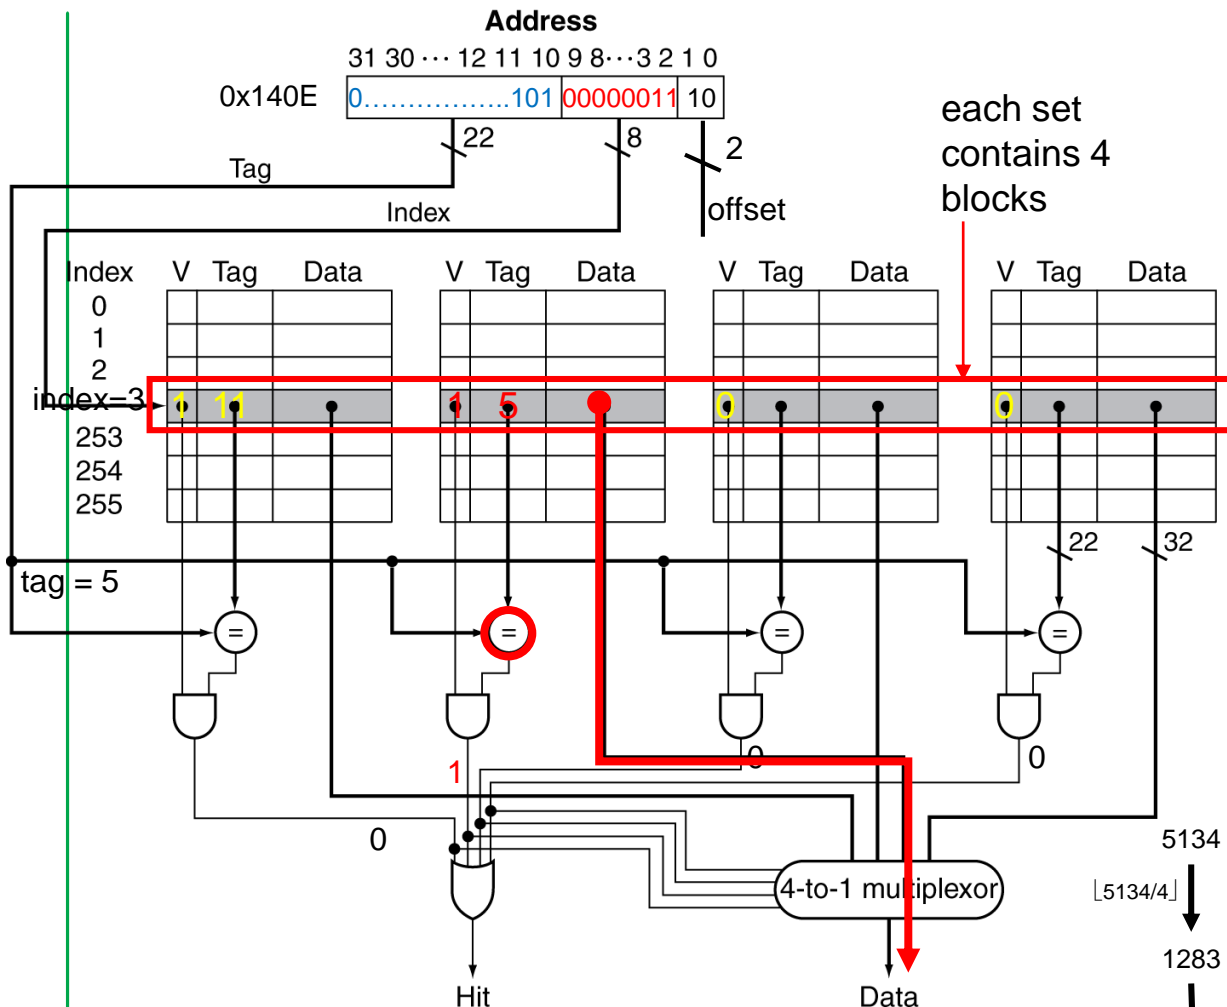 Address
31 30 ··· 12 11 10 9 8···3 2 1 0
0x140E 0……………..101 00000011 10
22 8 2
Tag
Index
offset
each set
contains 4
blocks
Index V Tag Data V Tag Data V Tag Data V Tag Data
0
1
2
index=3 1 11 1 5 0 0
253
254
255
22 32
tag = 5
= = = =
1 0 0
0
4-to-1 multiplexor
Hit Data
5134
⌊5134/4⌋
1283